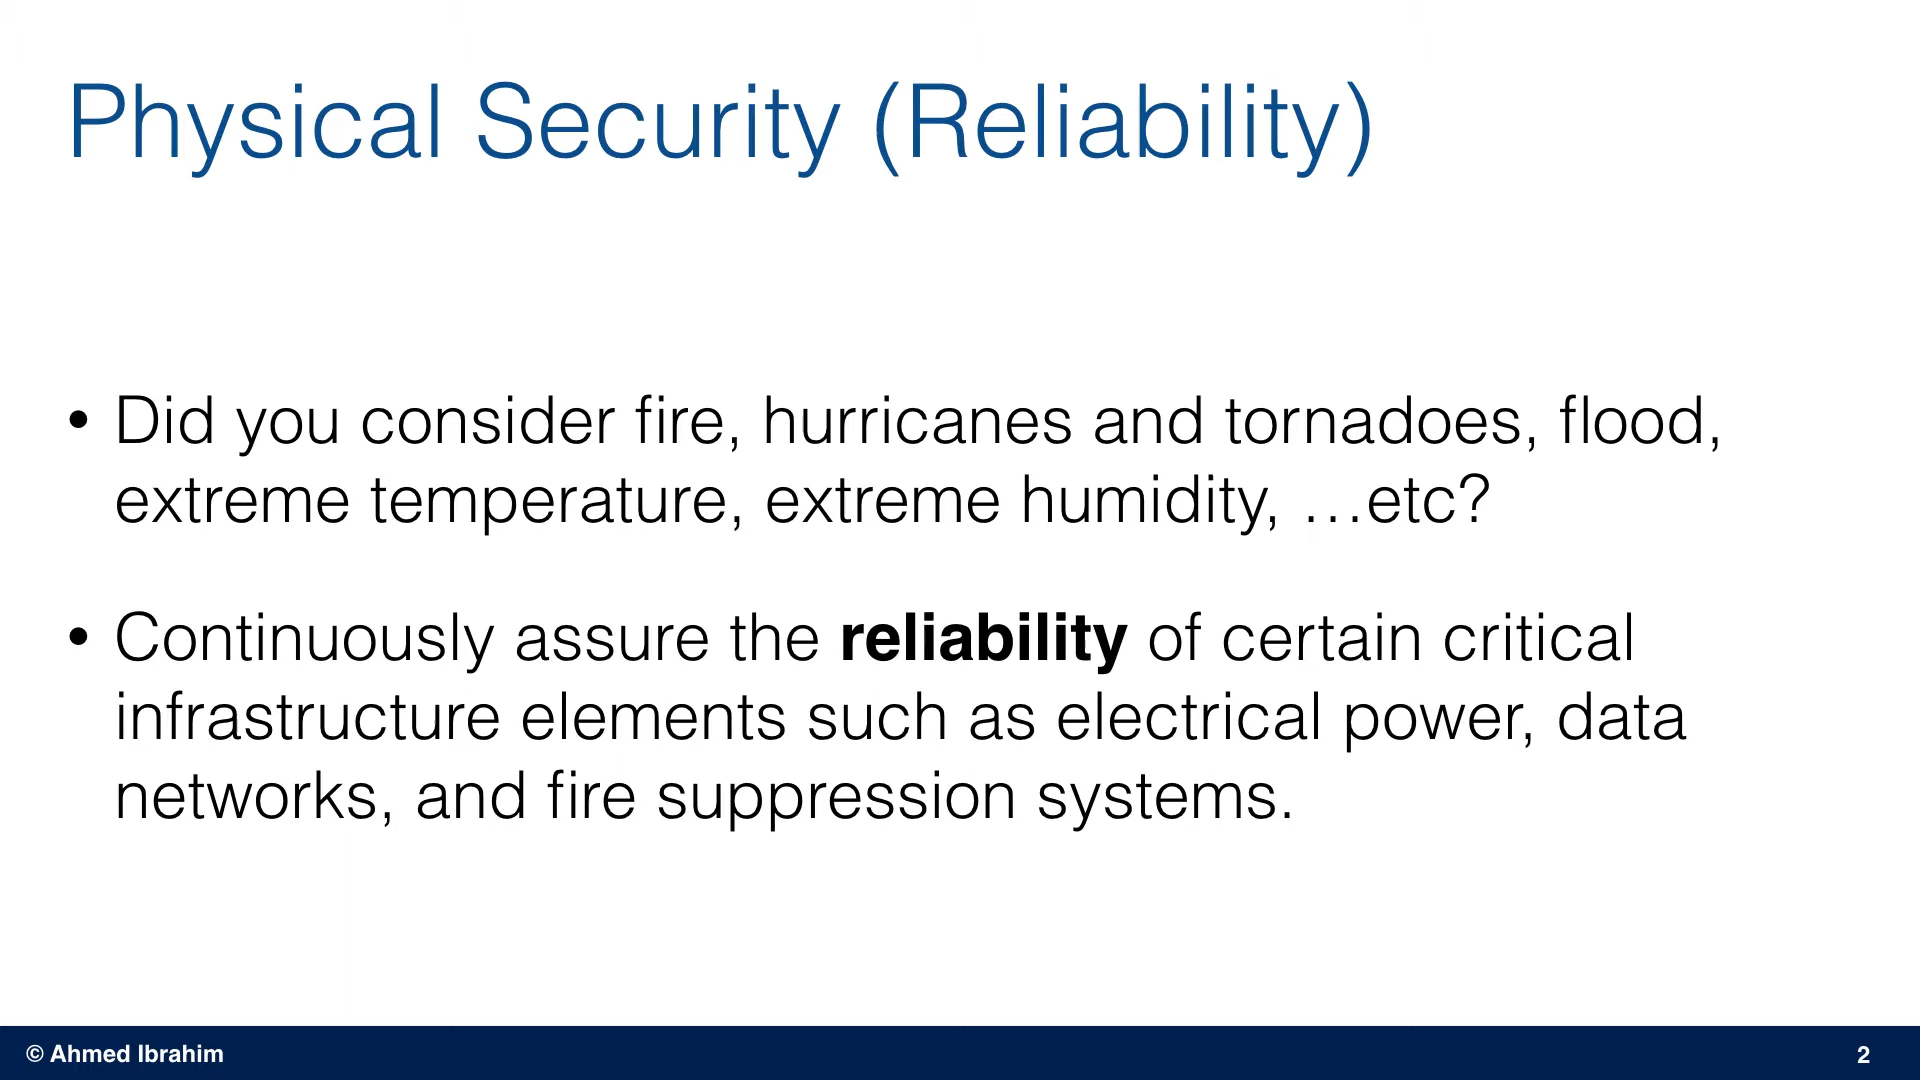 Physical Security (Reliability)
• Did you consider fire, hurricanes and tornadoes, flood,
extreme temperature, extreme humidity, …etc?
• Continuously assure the reliability of certain critical
infrastructure elements such as electrical power, data
networks, and fire suppression systems.
© Ahmed Ibrahim
2